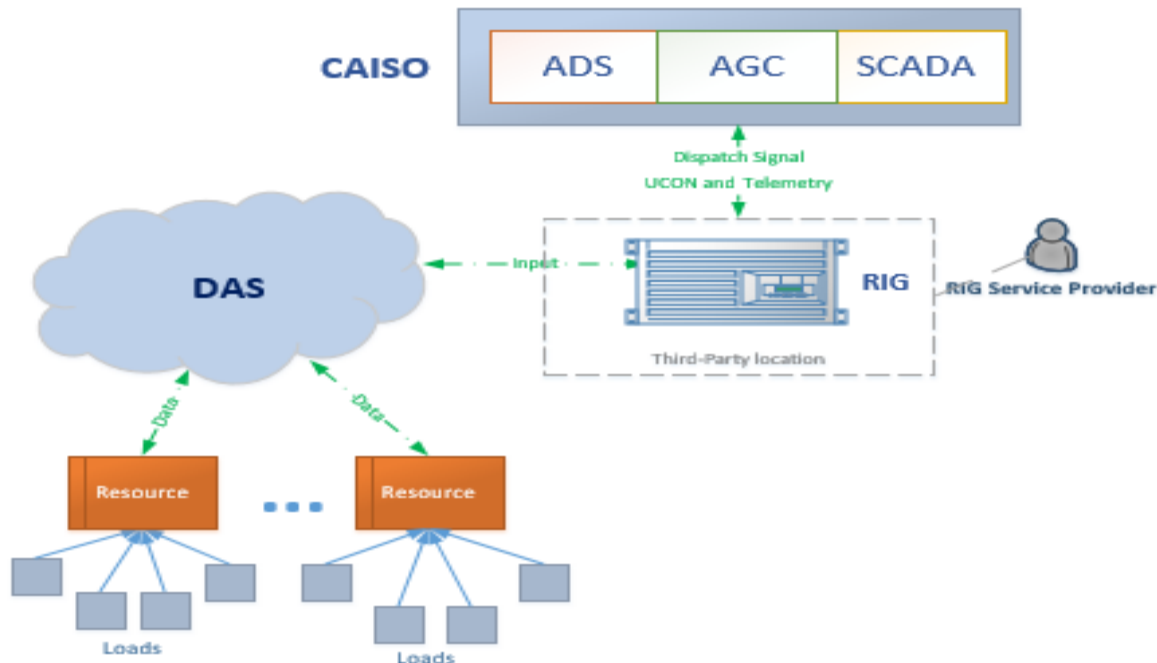 CAISO
ADS
AGC
SCADA
Dispatch Signal
UCON and Telemetry
DAS
Input
RIG
RIG Service Provider
Third-Party location
Data
Data
Resource
Resource
Loads
Loads